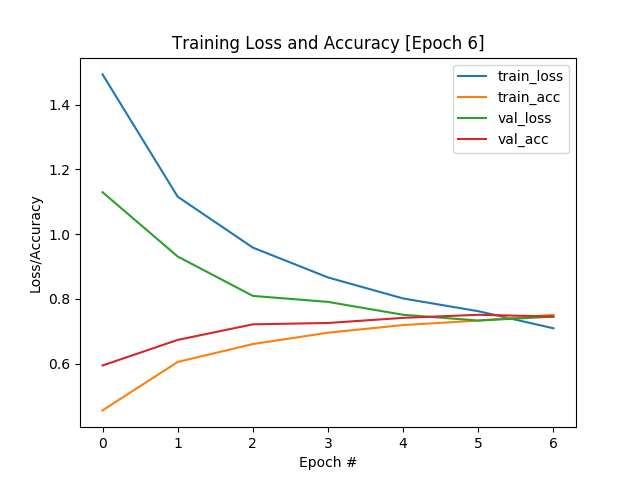 Training Loss and Accuracy [Epoch 6]
train_loss
train_acc
val_loss
val_acc
Loss/Accuracy
1.4
1.2
1.0
0.8
0.6
0 1 2 3 4 5 6
Epoch #